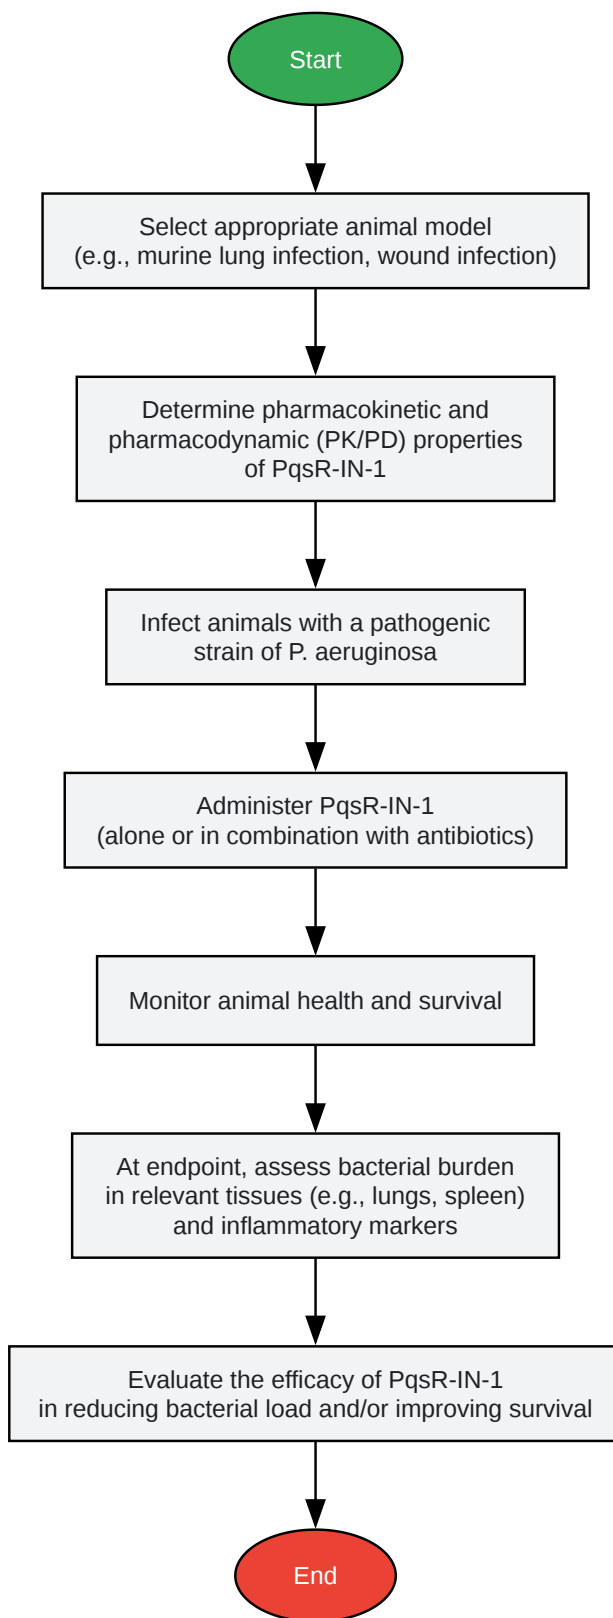 Start
Select appropriate animal model
(e.g., murine lung infection, wound infection)
Determine pharmacokinetic and
pharmacodynamic (PK/PD) properties
of PqsR-IN-1
Infect animals with a pathogenic
strain of P. aeruginosa
Administer PqsR-IN-1
(alone or in combination with antibiotics)
Monitor animal health and survival
At endpoint, assess bacterial burden
in relevant tissues (e.g., lungs, spleen)
and inflammatory markers
Evaluate the efficacy of PqsR-IN-1
in reducing bacterial load and/or improving survival
End